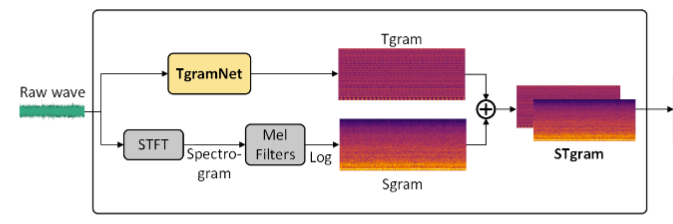 Tgram
TgramNet
Raw wave
STFT
Spectro-
gram
Mel
Filters
Log
Sgram
STgram